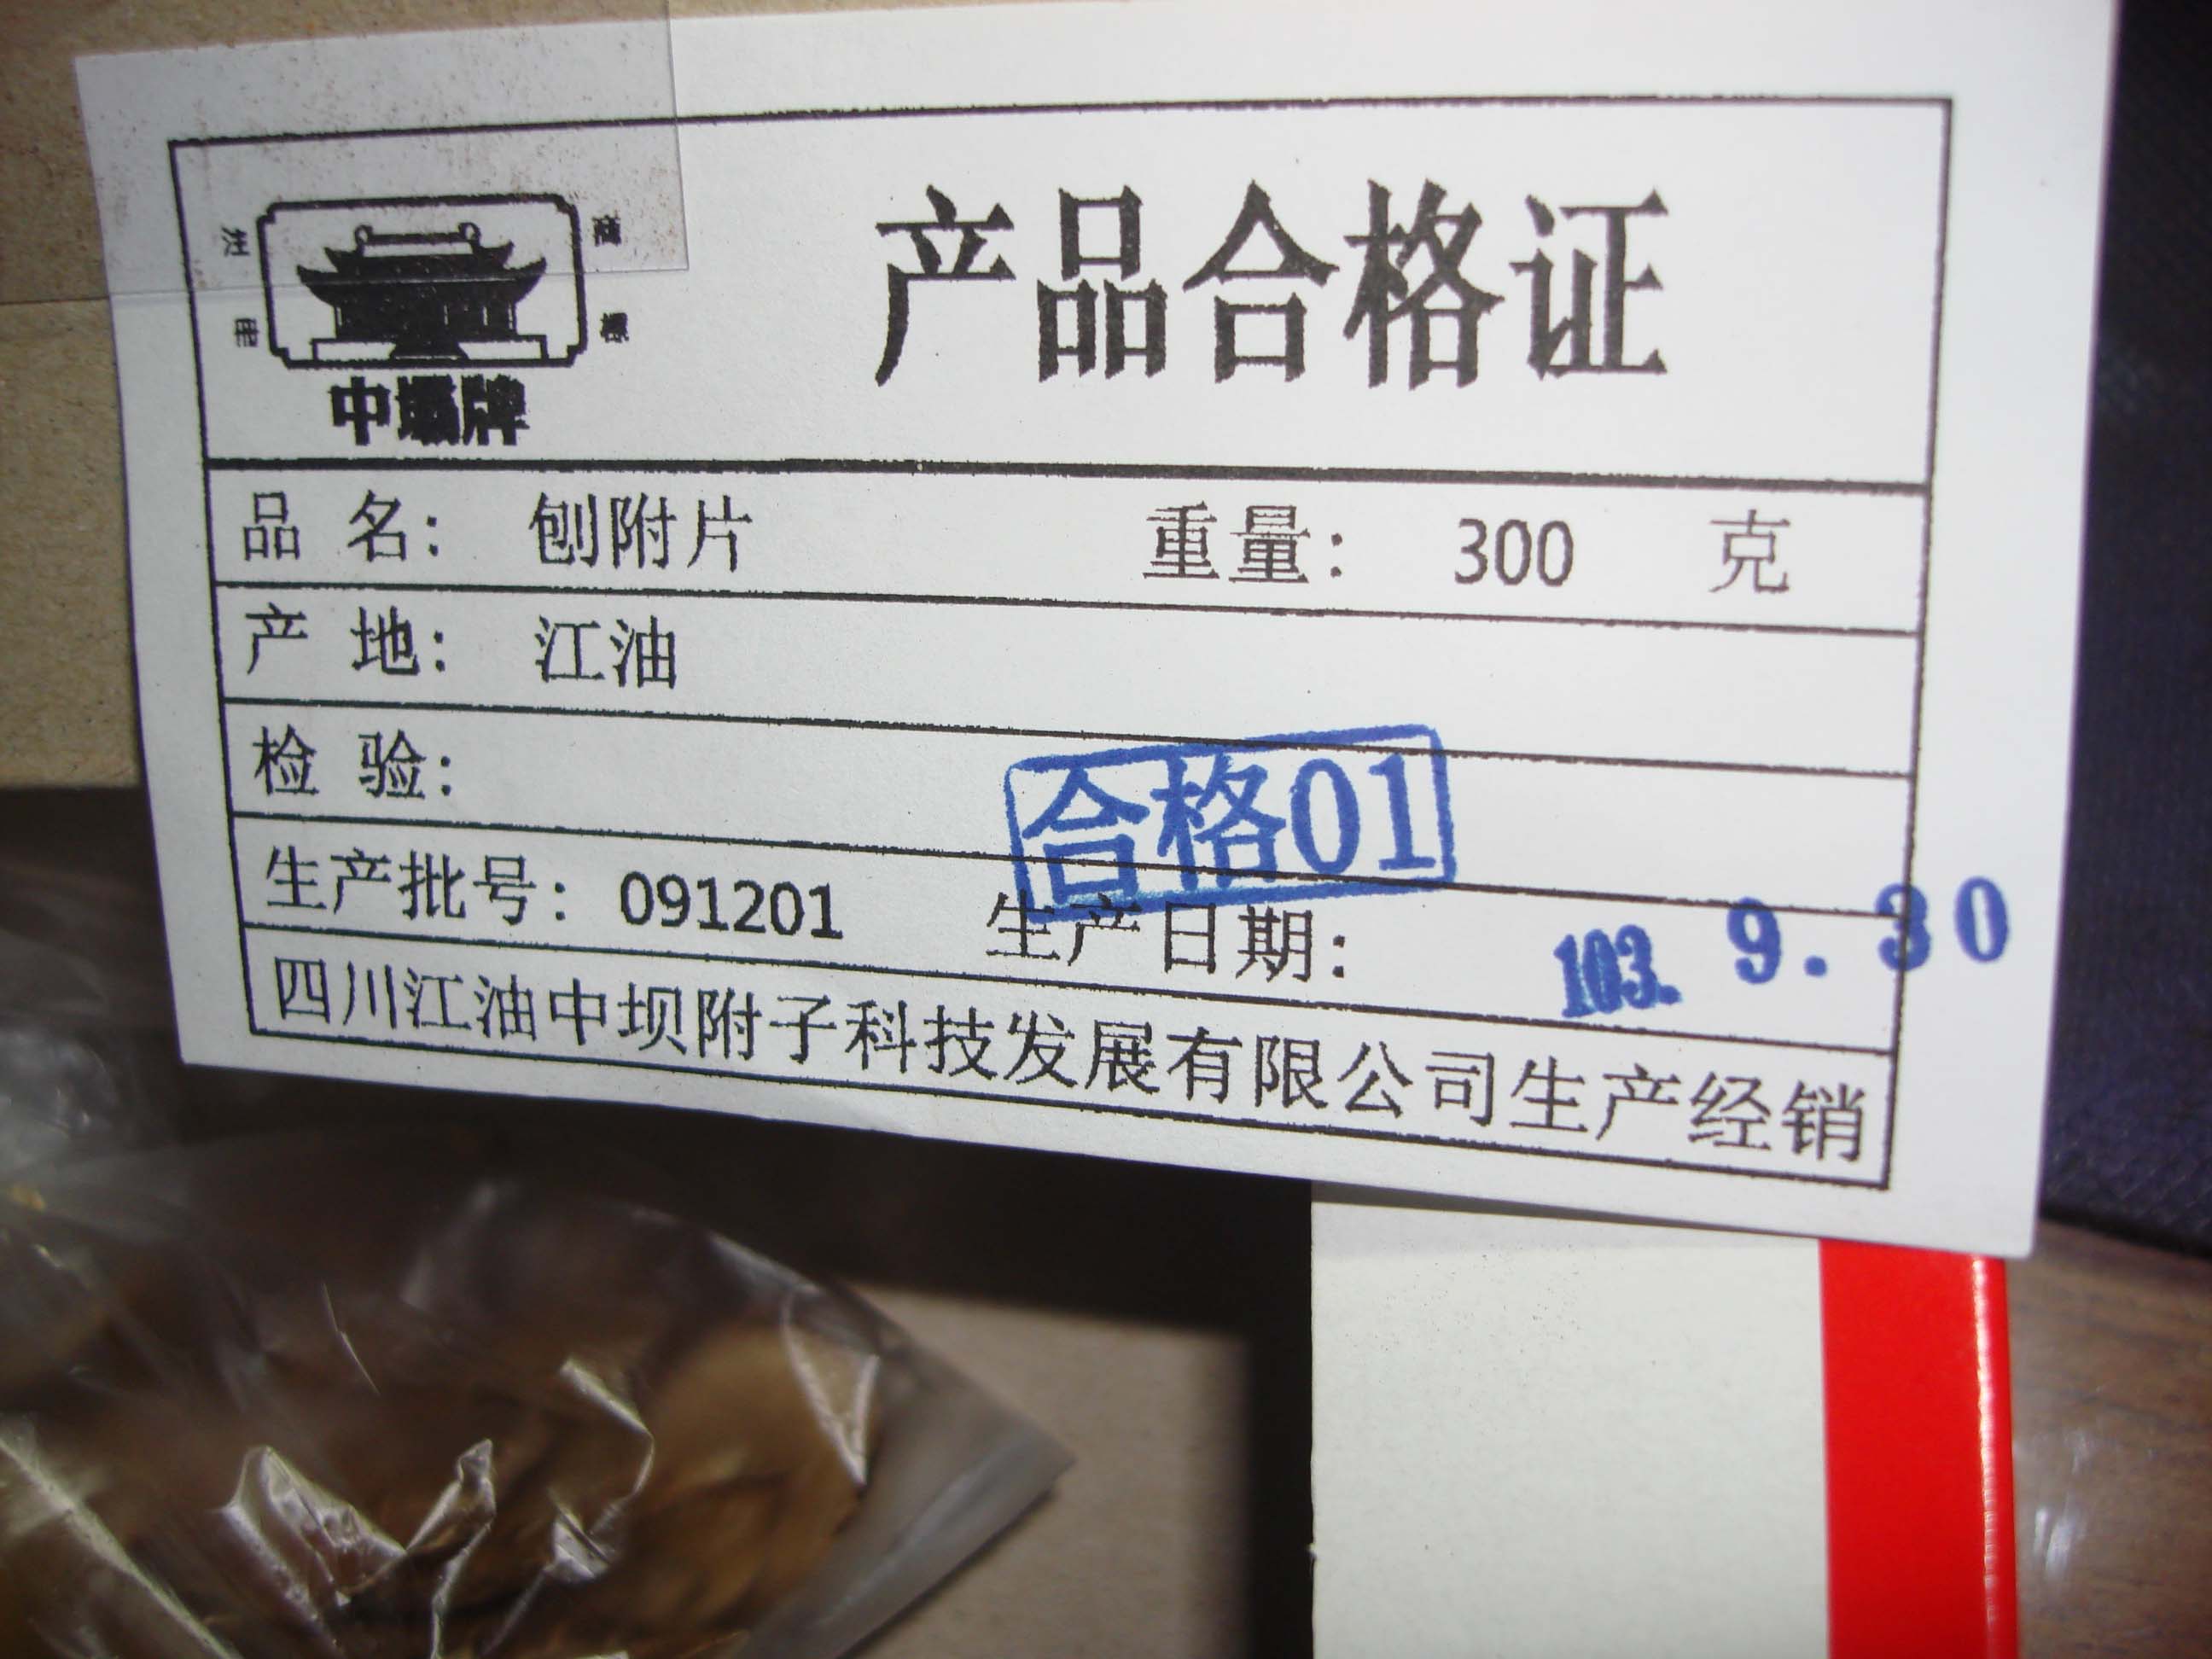 产品合格证
注册商标
中坝牌
品 名: 刨附片 重量: 300 克
产 地: 江油
检 验:
合格01
生产批号: 091201 生产日期: 103. 9.30
四川江油中坝附子科技发展有限公司生产经销